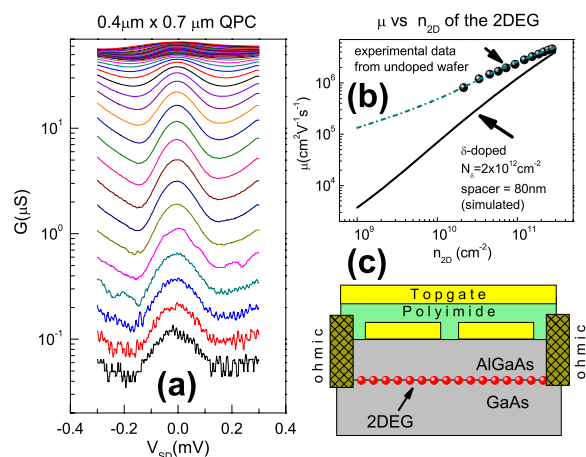 0.4μm x 0.7 μm QPC
10¹
10⁰
10⁻¹
G(μS)
-0.4
-0.2
0.0
0.2
0.4
V_SD(mV)
(a)
μ vs n₂D of the 2DEG
experimental data
from undoped wafer
(b)
10⁶
10⁵
10⁴
μ(cm²V⁻¹s⁻¹)
δ-doped
N_δ=2x10¹²cm⁻²
spacer = 80nm
(simulated)
10⁹
10¹⁰
10¹¹
n₂D (cm⁻²)
(c)
Topgate
Polyimide
ohmic
ohmic
AlGaAs
GaAs
2DEG